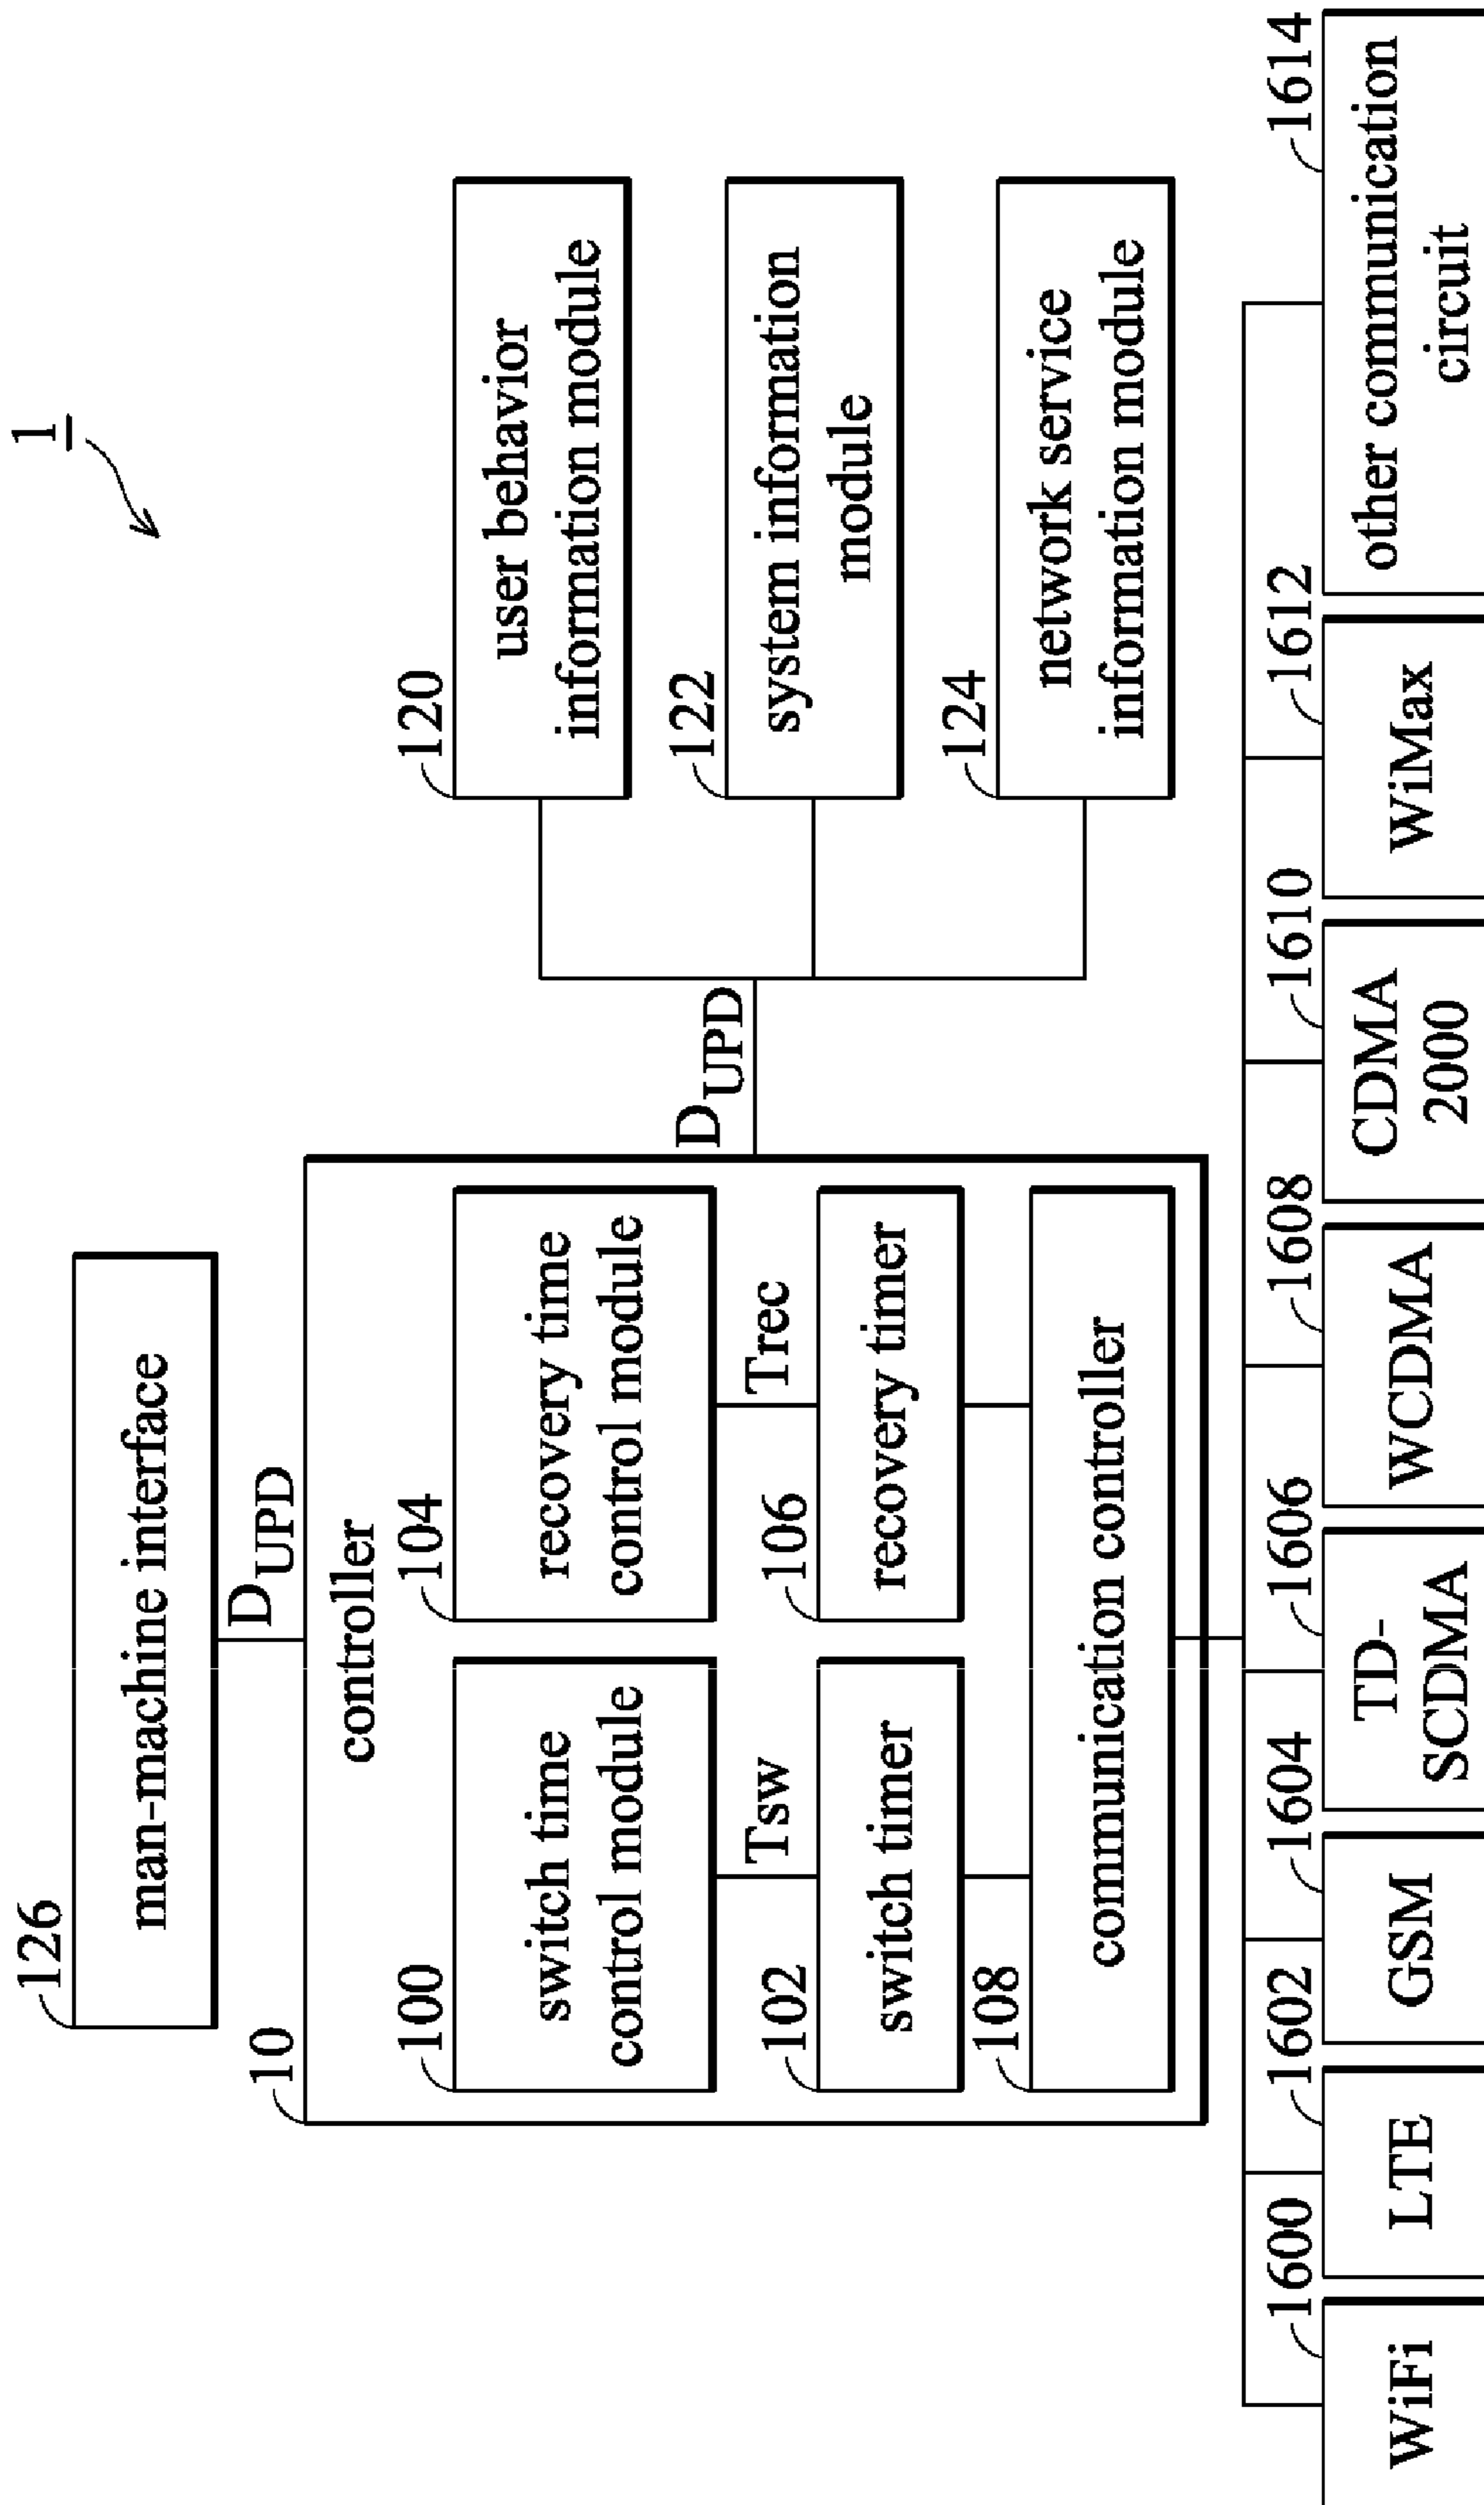 1
126
man-machine interface
D_UPD
10
controller
100
switch time
control module
104
recovery time
control module
Tsw
Trec
102
switch timer
106
recovery timer
108
communication controller
D_UPD
120
user behavior
information module
122
system information
module
124
network service
information module
1600
WiFi
1602
LTE
1604
GSM
1606
TD-
SCDMA
1608
WCDMA
1610
CDMA
2000
1612
WiMax
1614
other communication
circuit